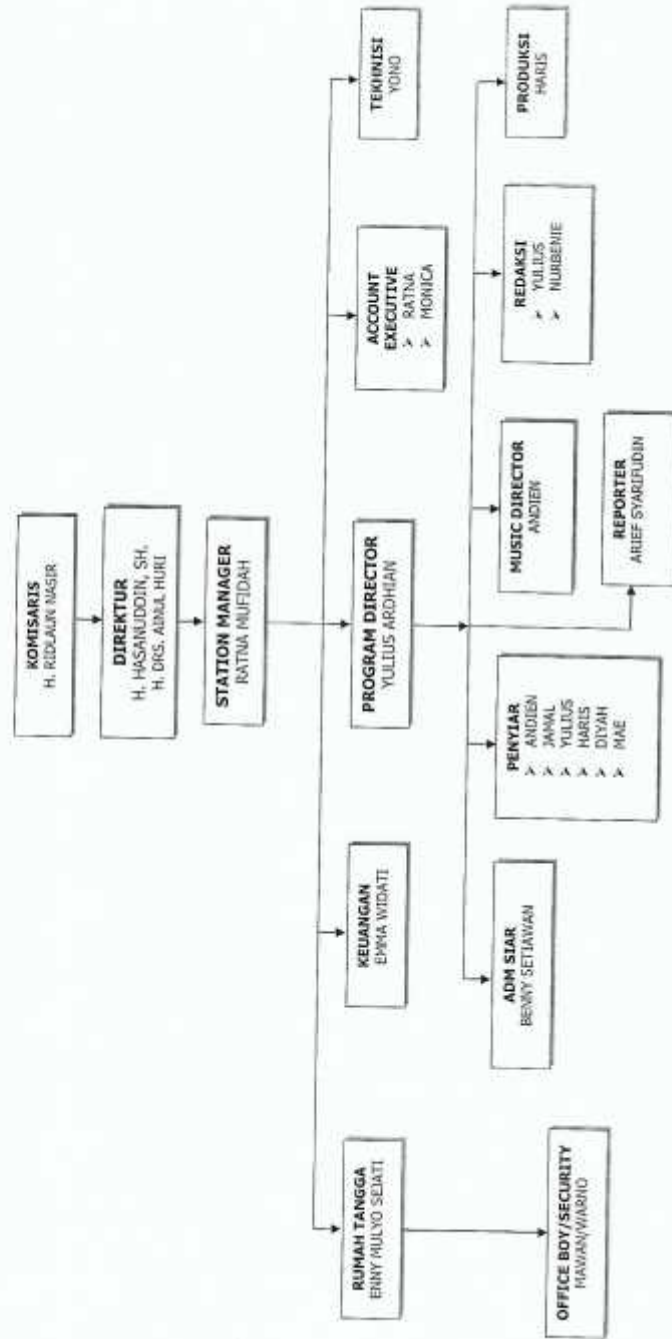 KOMISARIS
H. RIDLAUN NASIR
DIREKTUR
H. HASANUDDIN, SH.
H. DRS. AINUL HURI
STATION MANAGER
RATNA MUFIDAH
RUMAH TANGGA
ENNY MULYO SEJATI
KEUANGAN
EMMA WIDATI
PROGRAM DIRECTOR
YULIUS ARDHIAN
ACCOUNT
EXECUTIVE
➢ RATNA
➢ MONICA
TEKHNISI
YONO
OFFICE BOY/SECURITY
MAWAN/WARNO
ADM SIAR
BENNY SETIAWAN
PENYIAR
➢ ANDIEN
➢ JAMAL
➢ YULIUS
➢ HARIS
➢ DIYAH
➢ MAE
MUSIC DIRECTOR
ANDIEN
REDAKSI
➢ YULIUS
➢ NURBENIE
PRODUKSI
HARIS
REPORTER
ARIEF SYARIFUDIN